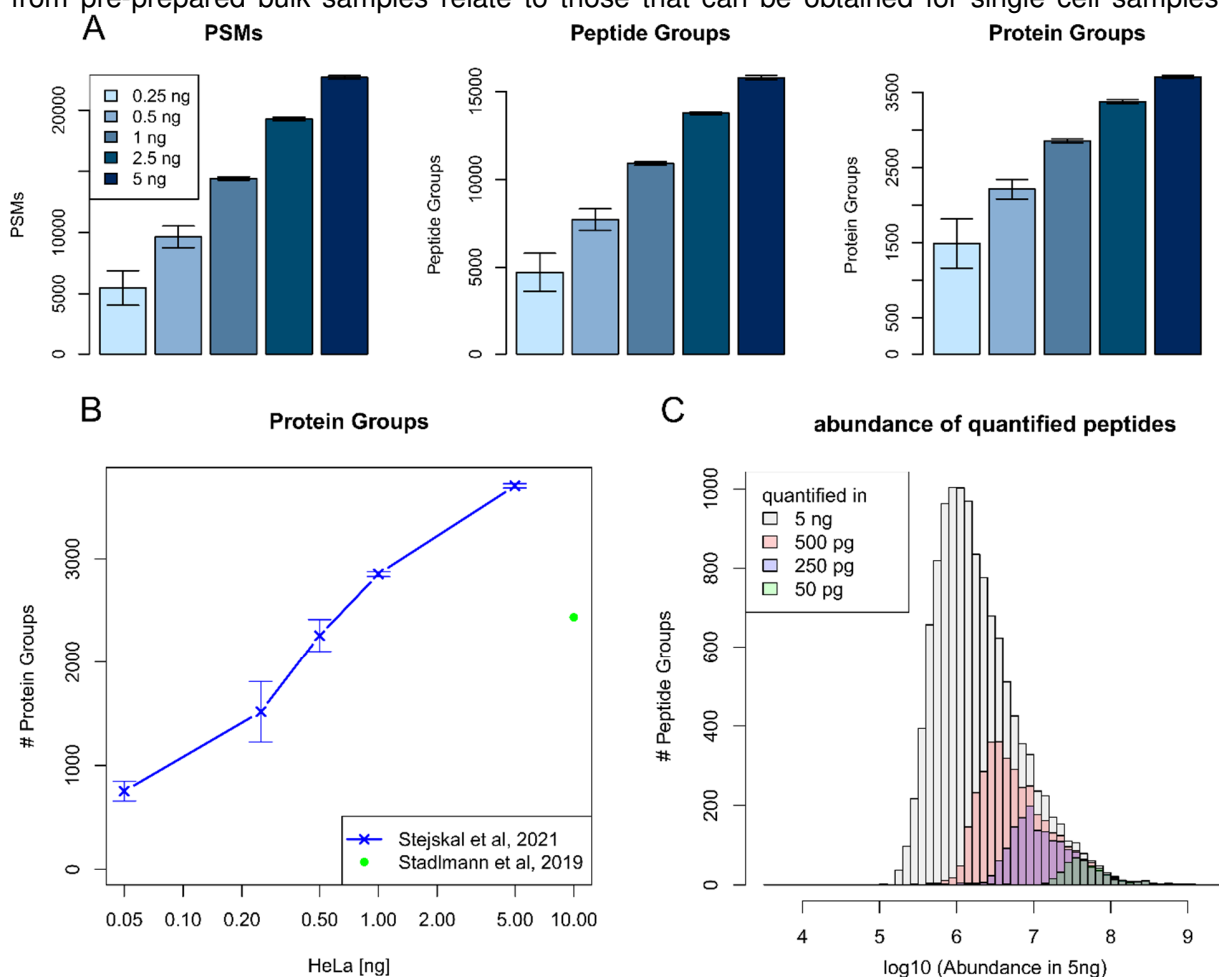 from pre-prepared bulk samples relate to those that can be obtained for single cell samples
A
PSMs
Peptide Groups
Protein Groups
PSMs
0
5000
10000
20000
0.25 ng
0.5 ng
1 ng
2.5 ng
5 ng
Peptide Groups
0
5000
10000
15000
Protein Groups
0
500
1500
2500
3500
B
Protein Groups
# Protein Groups
0
1000
2000
3000
Stejskal et al, 2021
Stadlmann et al, 2019
0.05 0.10 0.20 0.50 1.00 2.00 5.00 10.00
HeLa [ng]
C
abundance of quantified peptides
# Peptide Groups
0
200
400
600
800
1000
quantified in
5 ng
500 pg
250 pg
50 pg
4 5 6 7 8 9
log10 (Abundance in 5ng)